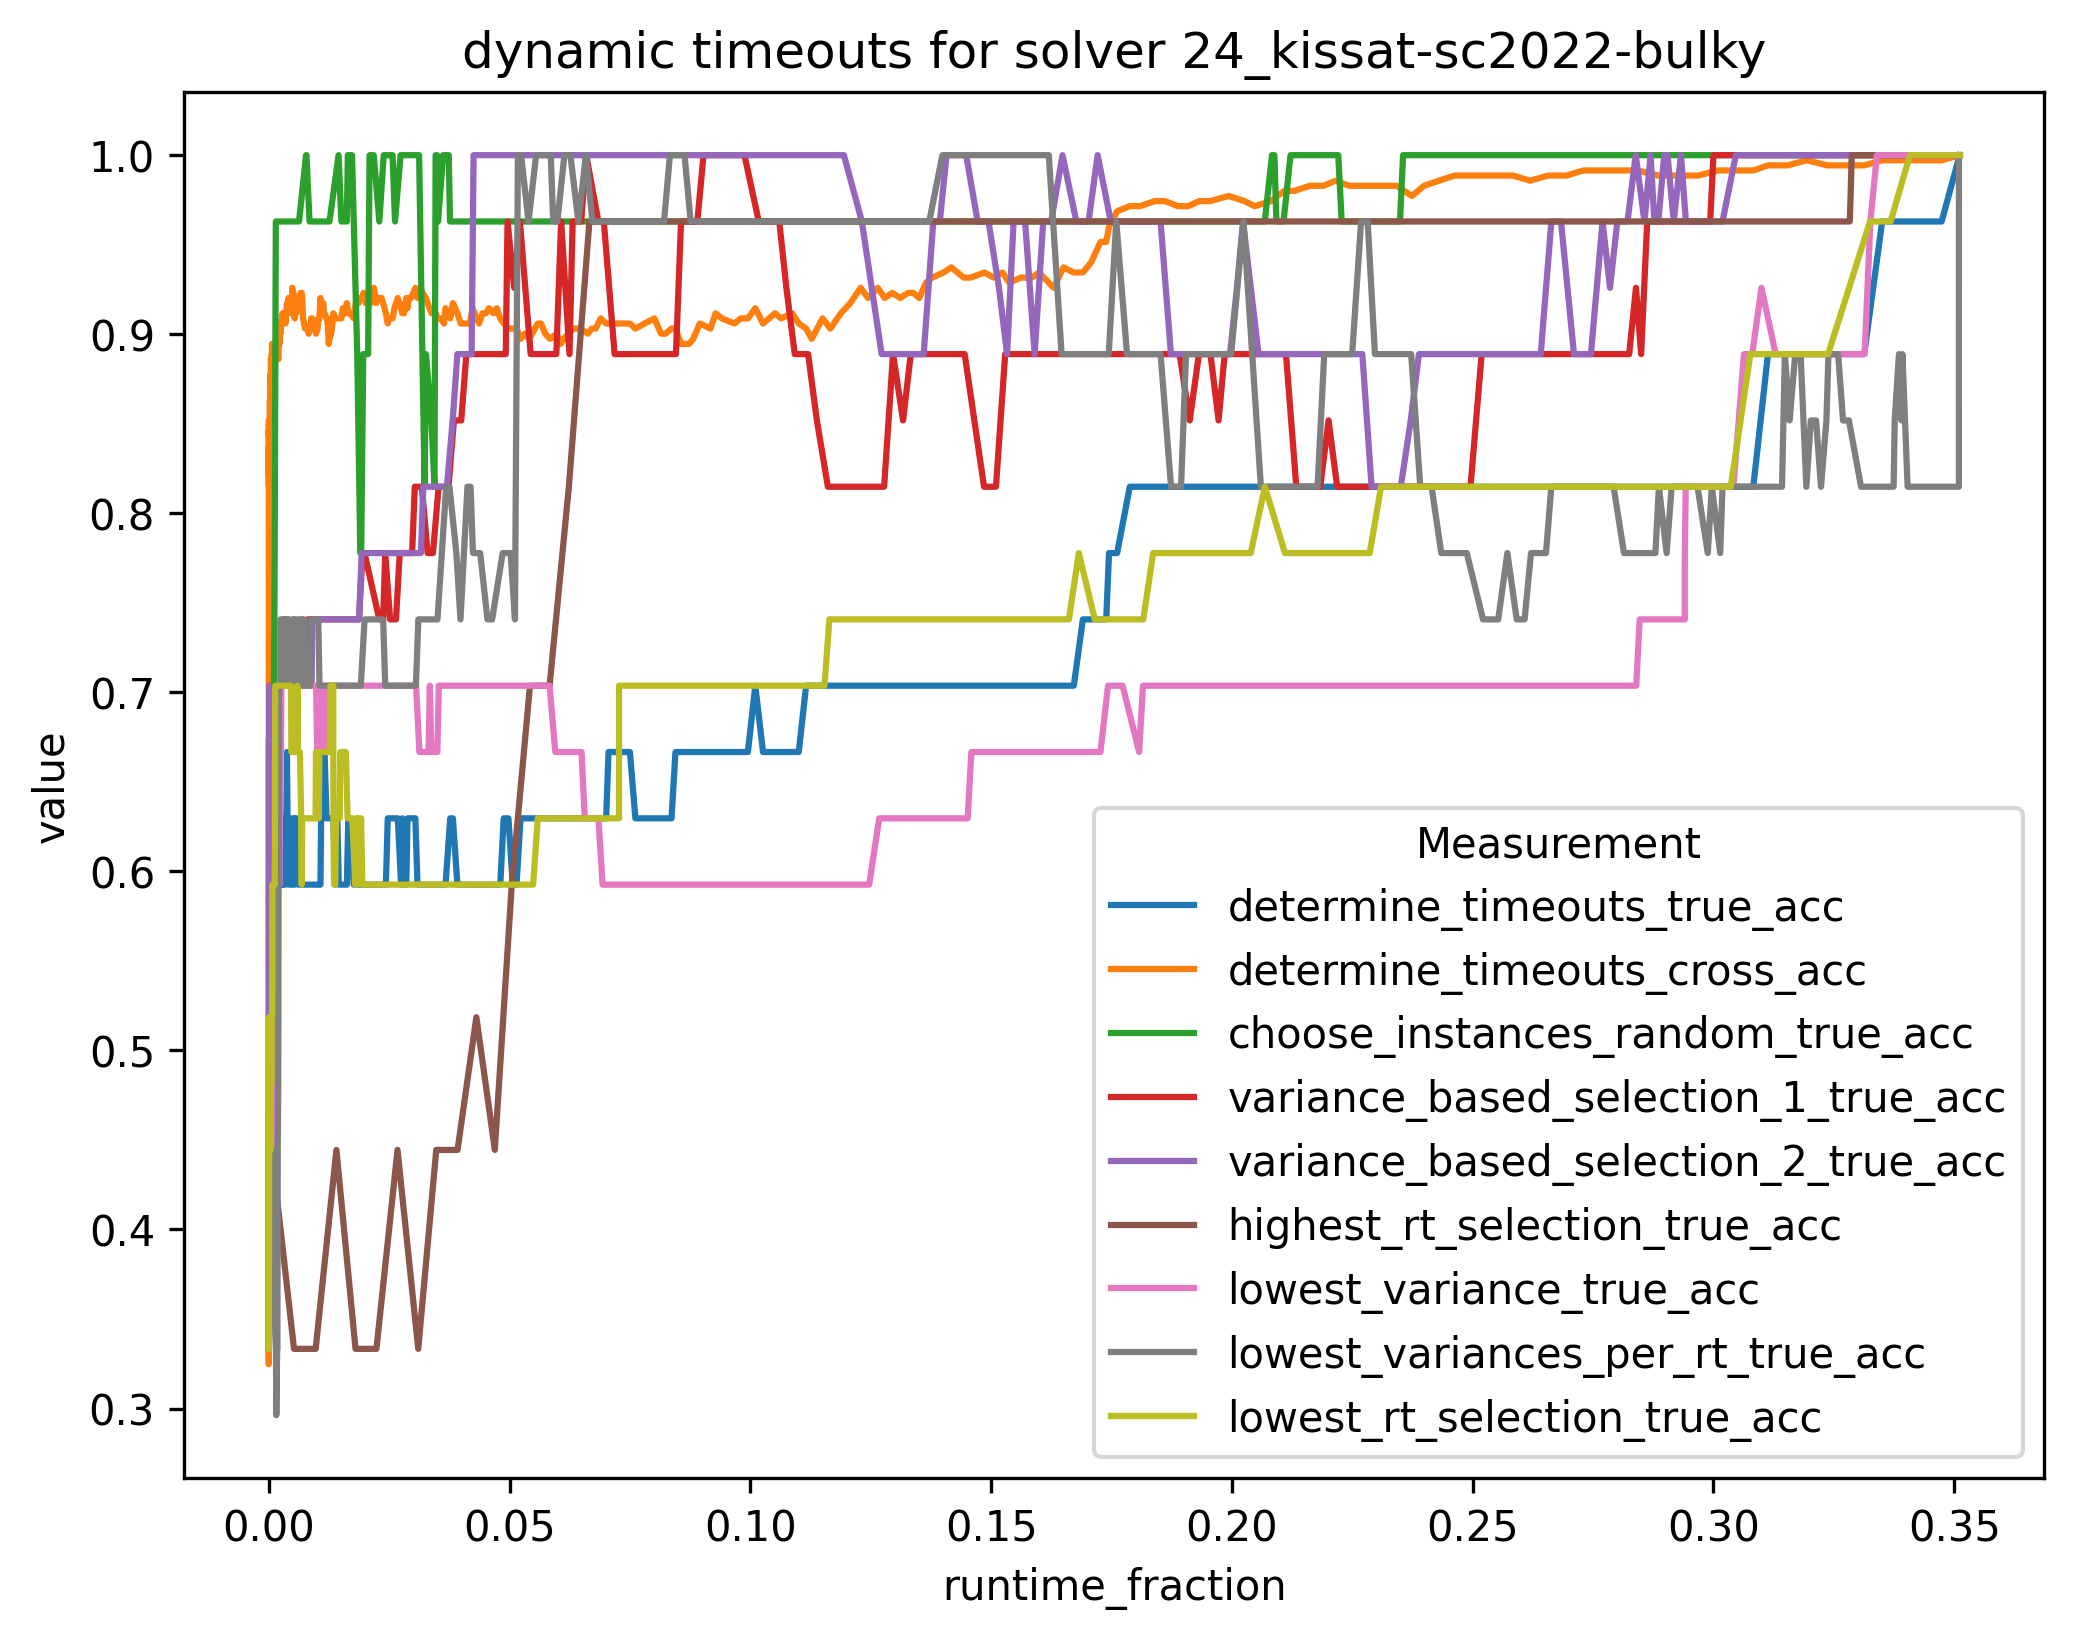 dynamic timeouts for solver 24_kissat-sc2022-bulky
value
1.0
0.9
0.8
0.7
0.6
0.5
0.4
0.3
Measurement
determine_timeouts_true_acc
determine_timeouts_cross_acc
choose_instances_random_true_acc
variance_based_selection_1_true_acc
variance_based_selection_2_true_acc
highest_rt_selection_true_acc
lowest_variance_true_acc
lowest_variances_per_rt_true_acc
lowest_rt_selection_true_acc
0.00 0.05 0.10 0.15 0.20 0.25 0.30 0.35
runtime_fraction